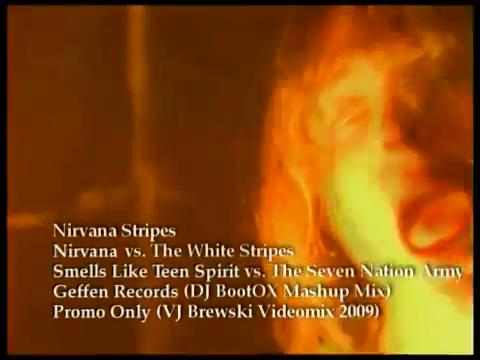 Nirvana Stripes
Nirvana vs. The White Stripes
Smells Like Teen Spirit vs. The Seven Nation Army
Geffen Records (DJ BootOX Mashup Mix)
Promo Only (VJ Brewski Videomix 2009)